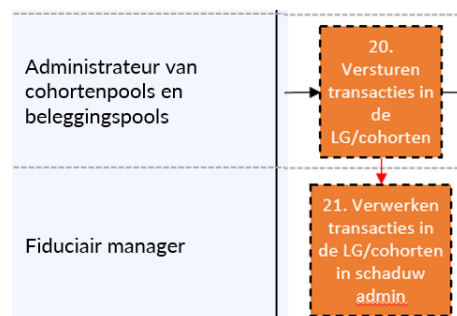 Administrateur van
cohortenpools en
beleggingspools
20.
Versturen
transacties in
de
LG/cohorten
Fiduciair manager
21. Verwerken
transacties in
de LG/cohorten
in schaduw
admin